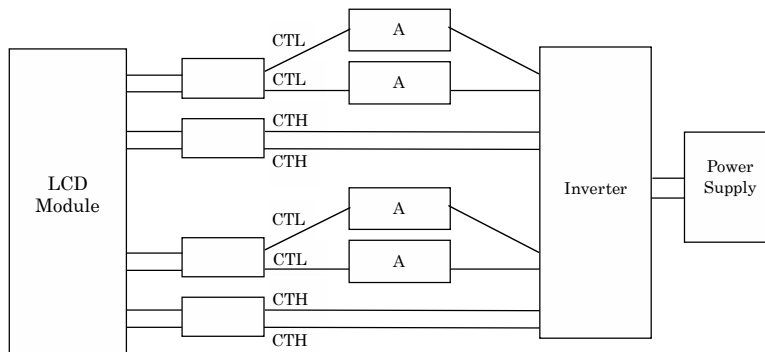 CTL
A
CTL
A
CTH
CTH
LCD
Module
Inverter
Power
Supply
CTL
A
CTL
A
CTH
CTH